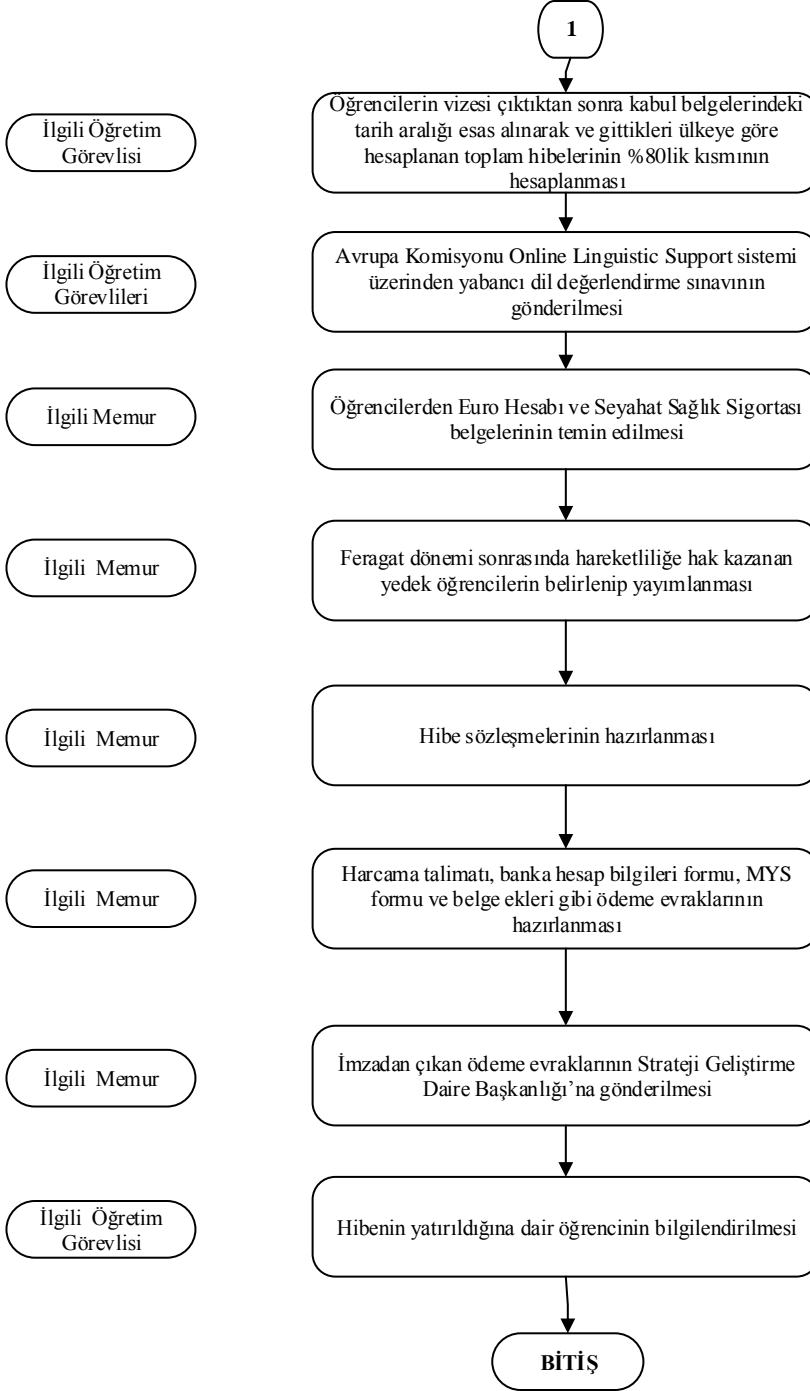 1
İlgili Öğretim
Görevlisi
Öğrencilerin vizesi çıktıktan sonra kabul belgelerindeki
tarih aralığı esas alınarak ve gittikleri ülkeye göre
hesaplanan toplam hibelerinin %80lik kısmının
hesaplanması
İlgili Öğretim
Görevlileri
Avrupa Komisyonu Online Linguistic Support sistemi
üzerinden yabancı dil değerlendirme sınavının
gönderilmesi
İlgili Memur
Öğrencilerden Euro Hesabı ve Seyahat Sağlık Sigortası
belgelerinin temin edilmesi
İlgili Memur
Feragat dönemi sonrasında hareketliliğe hak kazanan
yedek öğrencilerin belirlenip yayımlanması
İlgili Memur
Hibe sözleşmelerinin hazırlanması
İlgili Memur
Harcama talimatı, banka hesap bilgileri formu, MYS
formu ve belge ekleri gibi ödeme evraklarının
hazırlanması
İlgili Memur
İmzadan çıkan ödeme evraklarının Strateji Geliştirme
Daire Başkanlığı’na gönderilmesi
İlgili Öğretim
Görevlisi
Hibenin yatırıldığına dair öğrencinin bilgilendirilmesi
BİTİŞ